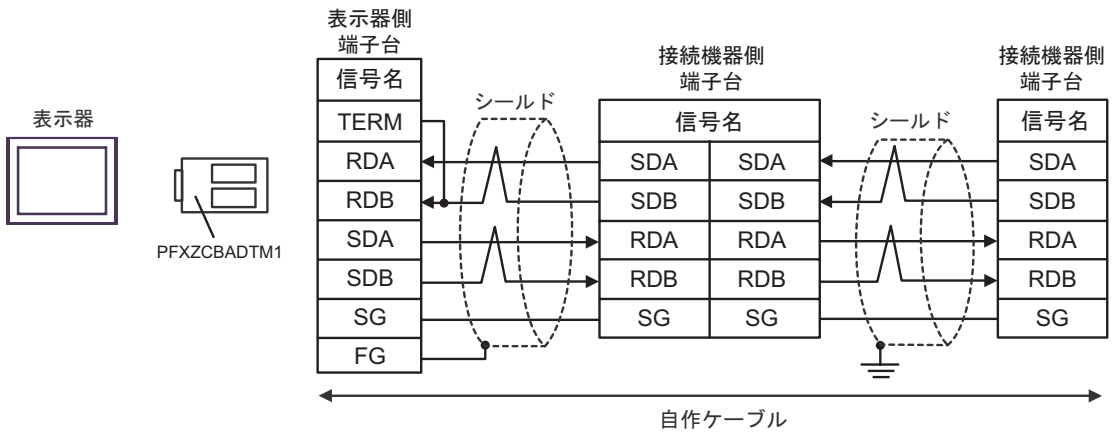 表示器
PFXZCBADTM1
表示器側
端子台
信号名
TERM
RDA
RDB
SDA
SDB
SG
FG
シールド
接続機器側
端子台
信号名
SDA SDA
SDB SDB
RDA RDA
RDB RDB
SG SG
シールド
接続機器側
端子台
信号名
SDA
SDB
RDA
RDB
SG
自作ケーブル